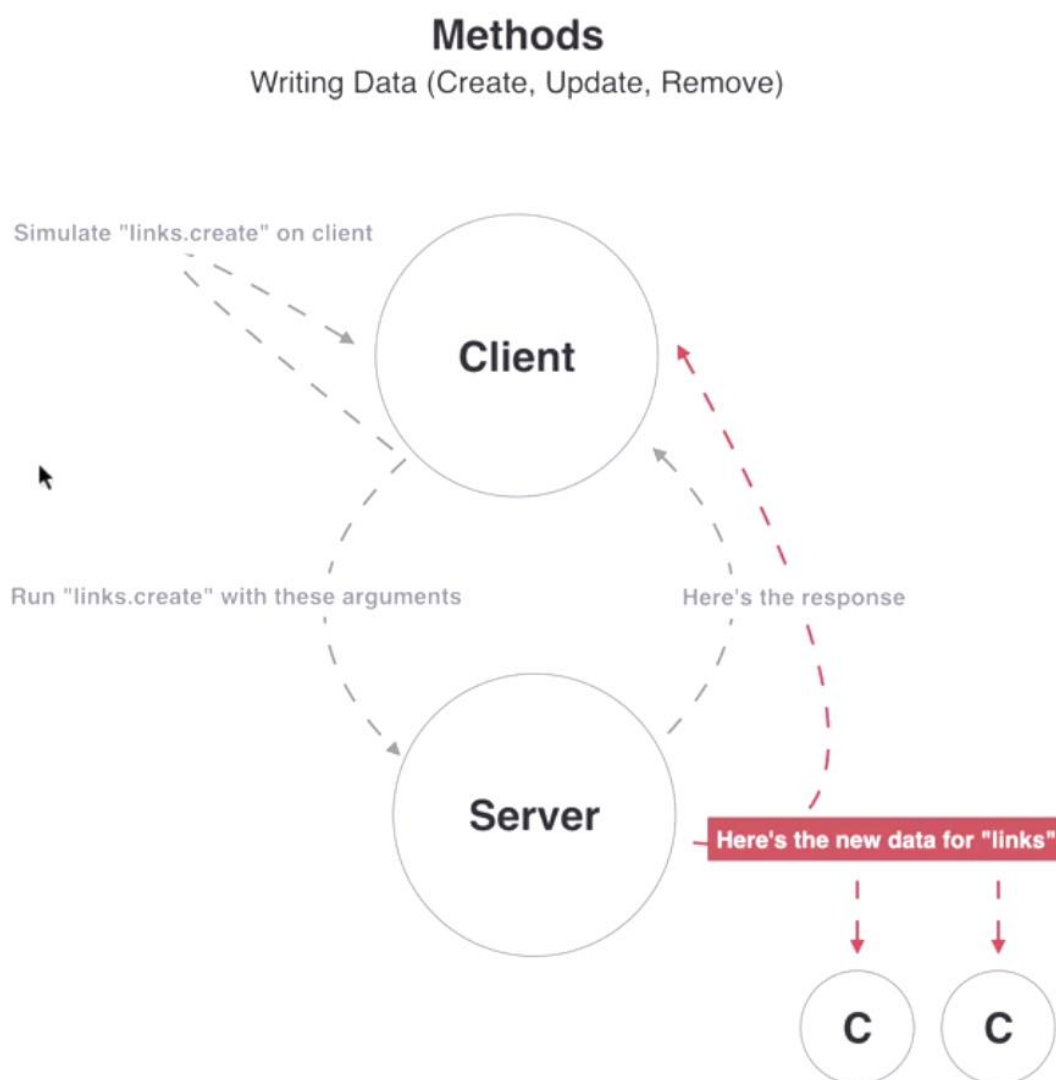 Methods
Writing Data (Create, Update, Remove)
Simulate "links.create" on client
Client
Run "links.create" with these arguments
Here's the response
Server
Here's the new data for "links"
C
C